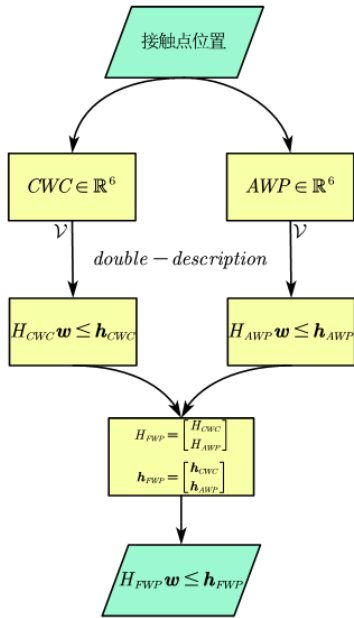 接触点位置
CWC∈ℝ⁶ AWP∈ℝ⁶
𝒱 𝒱
double − description
H_CWC w ≤ h_CWC H_AWP w ≤ h_AWP
H_FWP = [H_CWC
H_AWP]
h_FWP = [h_CWC
h_AWP]
H_FWP w ≤ h_FWP